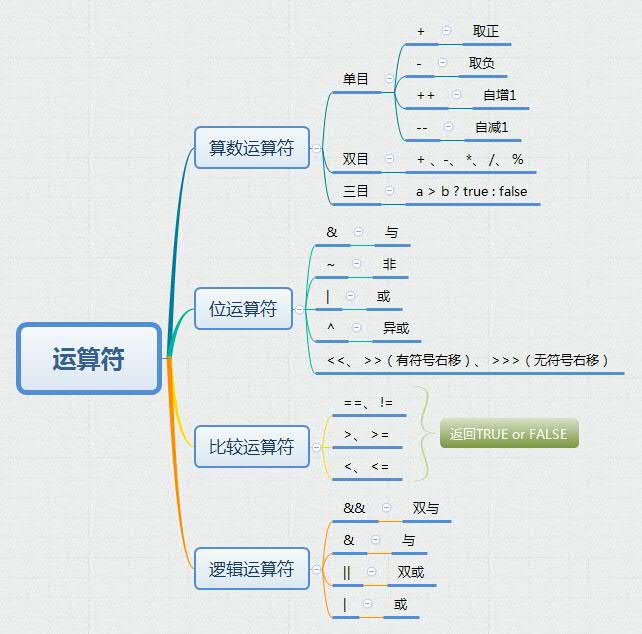 运算符
算数运算符
单目
+ 取正
- 取负
++ 自增1
-- 自减1
双目 + 、-、 *、 /、 %
三目 a > b ? true : false
位运算符
& 与
~ 非
| 或
^ 异或
<<、 >>（有符号右移）、 >>>（无符号右移）
比较运算符
==、 !=
>、 >=
<、 <=
返回TRUE or FALSE
逻辑运算符
&& 双与
& 与
|| 双或
| 或